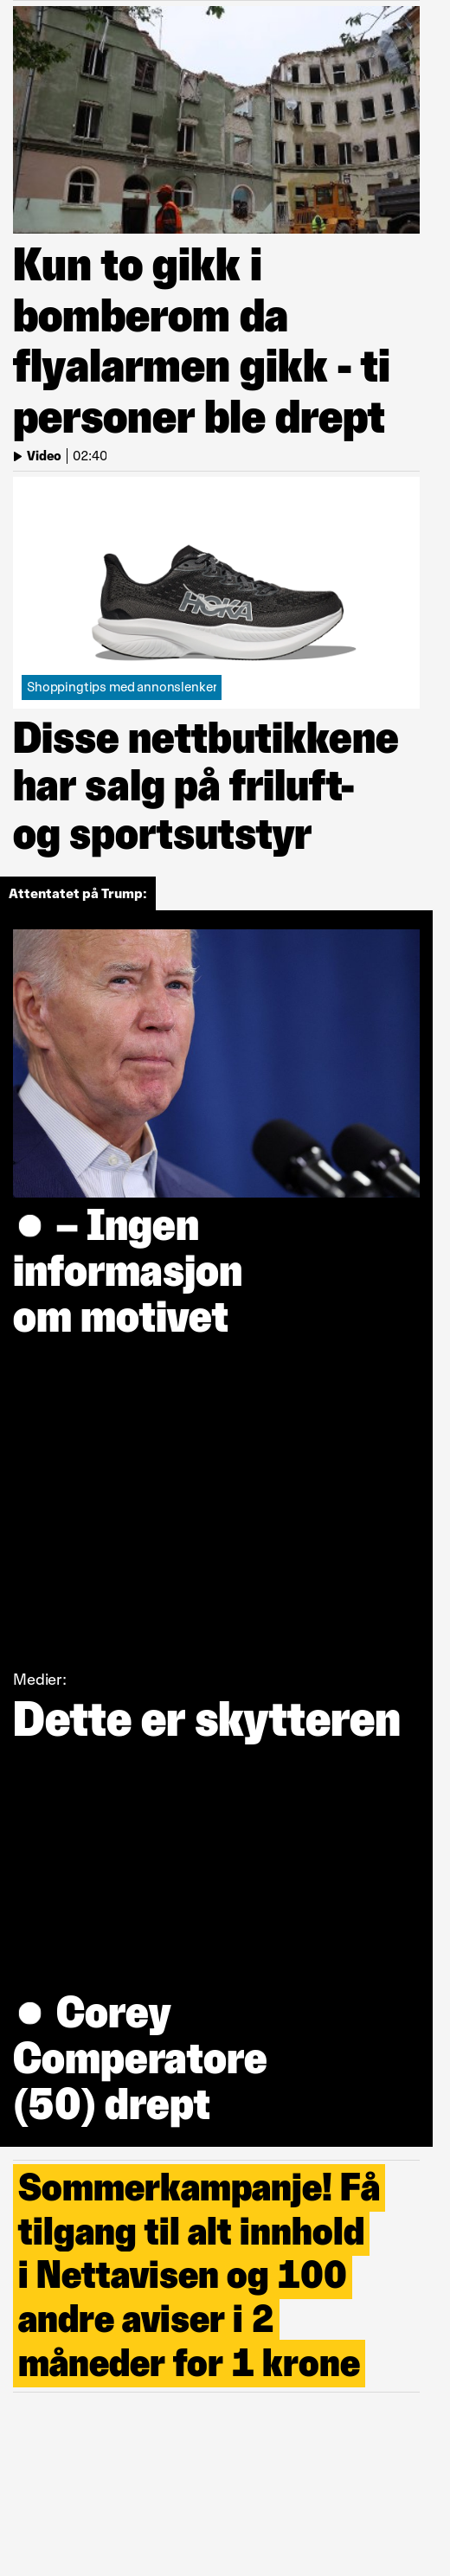 Kun to gikk i
bomberom da
flyalarmen gikk - ti
personer ble drept
Video | 02:40
HOKA
Shoppingtips med annonslenker
Disse nettbutikkene
har salg på friluft-
og sportsutstyr
Attentatet på Trump:
● – Ingen
informasjon
om motivet
Medier:
Dette er skytteren
● Corey
Comperatore
(50) drept
Sommerkampanje! Få
tilgang til alt innhold
i Nettavisen og 100
andre aviser i 2
måneder for 1 krone